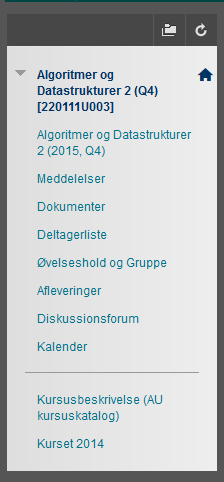 Algoritmer og
Datastrukturer 2 (Q4)
[220111U003]
Algoritmer og Datastrukturer
2 (2015, Q4)
Meddelelser
Dokumenter
Deltagerliste
Øvelseshold og Gruppe
Afleveringer
Diskussionsforum
Kalender
Kursusbeskrivelse (AU
kursuskatalog)
Kurset 2014